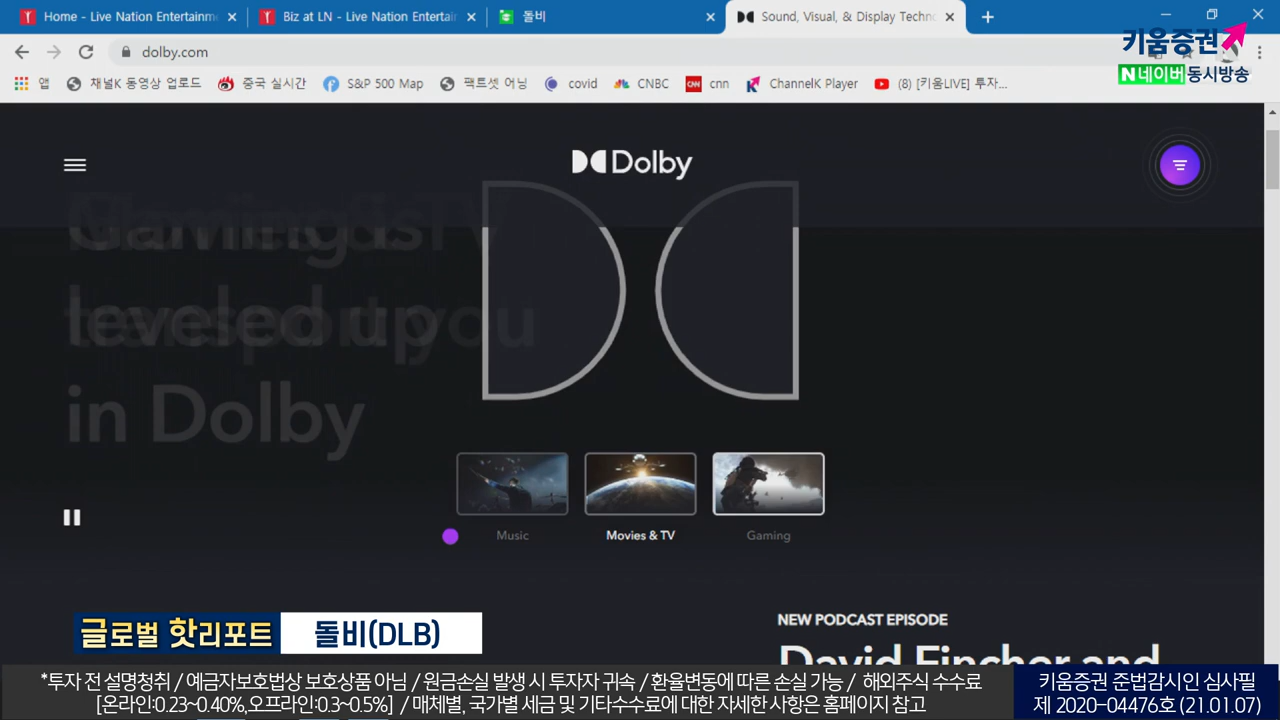 Home - Live Nation Entertainm
Biz at LN - Live Nation Entertai
돌비
Sound, Visual, & Display Techn
dolby.com
키움증권
N 네이버 동시방송
앱
채널K 동영상 업로드
중국 실시간
S&P 500 Map
팩트셋 어닝
covid
CNBC
cnn
ChannelK Player
(8) [키움LIVE] 투자...
Dolby
Gaming is
leveled up
in Dolby
Music
Movies & TV
Gaming
NEW PODCAST EPISODE
David Fincher and
글로벌 핫리포트
돌비(DLB)
*투자 전 설명청취 / 예금자보호법상 보호상품 아님 / 원금손실 발생 시 투자자 귀속 / 환율변동에 따른 손실 가능 / 해외주식 수수료
[온라인:0.23~0.40%,오프라인:0.3~0.5%] / 매체별, 국가별 세금 및 기타수수료에 대한 자세한 사항은 홈페이지 참고
키움증권 준법감시인 심사필
제 2020-04476호 (21.01.07)